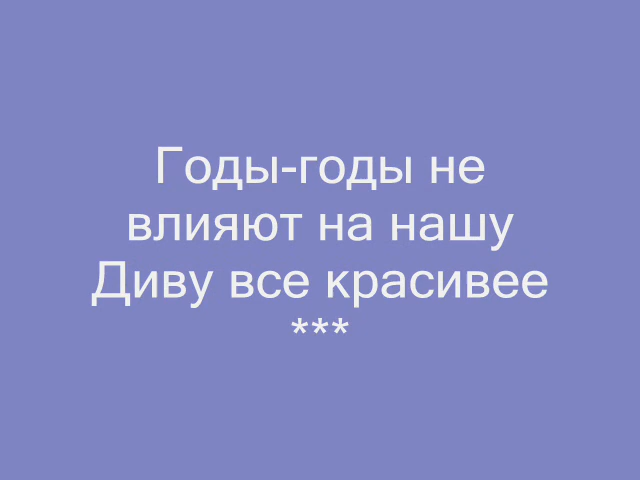 Годы-годы не
влияют на нашу
Диву все красивее
***